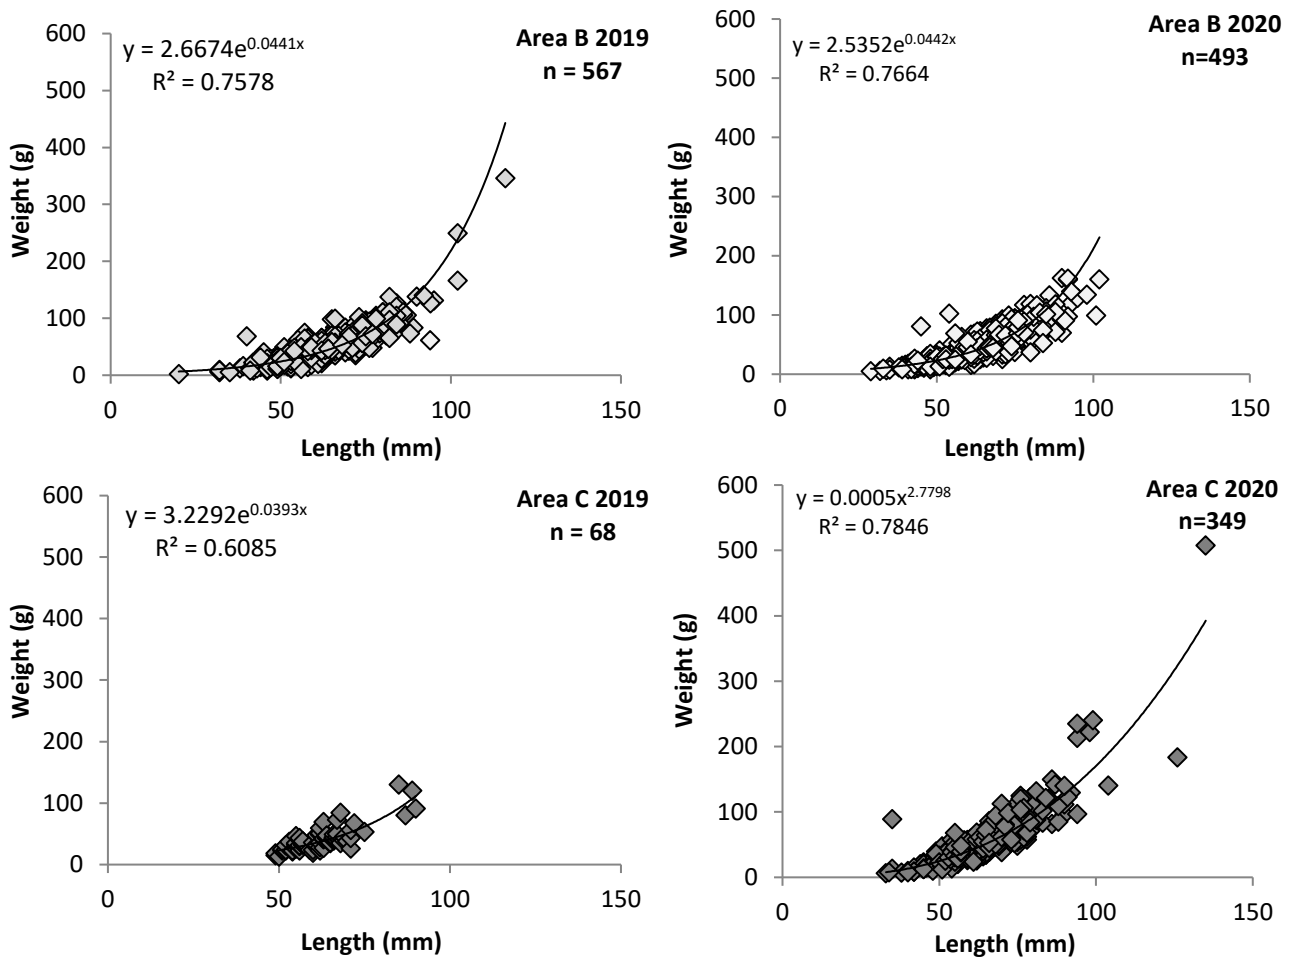 600
500
400
300
200
100
0
0 50 100 150
Weight (g)
Length (mm)
y = 2.6674e^0.0441x
R² = 0.7578
Area B 2019
n = 567
600
500
400
300
200
100
0
0 50 100 150
Weight (g)
Length (mm)
y = 2.5352e^0.0442x
R² = 0.7664
Area B 2020
n=493
600
500
400
300
200
100
0
0 50 100 150
Weight (g)
Length (mm)
y = 3.2292e^0.0393x
R² = 0.6085
Area C 2019
n = 68
600
500
400
300
200
100
0
0 50 100 150
Weight (g)
Length (mm)
y = 0.0005x^2.7798
R² = 0.7846
Area C 2020
n=349